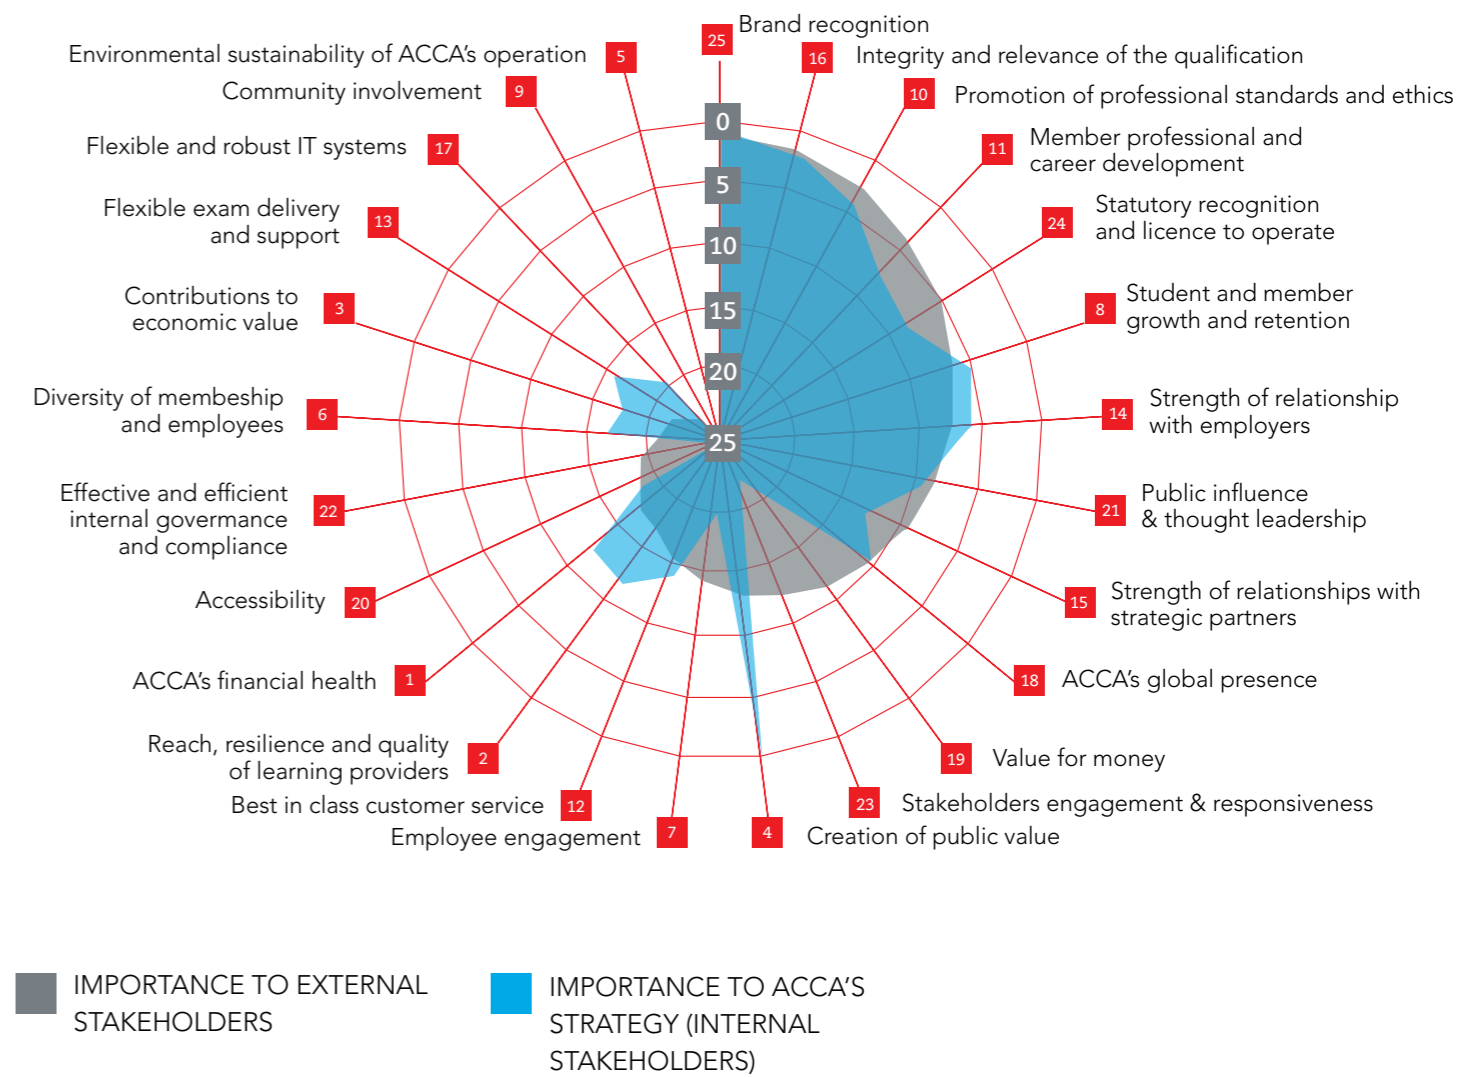 25
Brand recognition
16
Integrity and relevance of the qualification
10
Promotion of professional standards and ethics
11
Member professional and
career development
24
Statutory recognition
and licence to operate
8
Student and member
growth and retention
14
Strength of relationship
with employers
21
Public influence
& thought leadership
15
Strength of relationships with
strategic partners
18
ACCA's global presence
19
Value for money
23
Stakeholders engagement & responsiveness
4
Creation of public value
7
Employee engagement
12
Best in class customer service
2
Reach, resilience and quality
of learning providers
1
ACCA's financial health
20
Accessibility
22
Effective and efficient
internal govermance
and compliance
6
Diversity of membeship
and employees
3
Contributions to
economic value
13
Flexible exam delivery
and support
17
Flexible and robust IT systems
9
Community involvement
5
Environmental sustainability of ACCA's operation
0
5
10
15
20
25
IMPORTANCE TO EXTERNAL
STAKEHOLDERS
IMPORTANCE TO ACCA'S
STRATEGY (INTERNAL
STAKEHOLDERS)